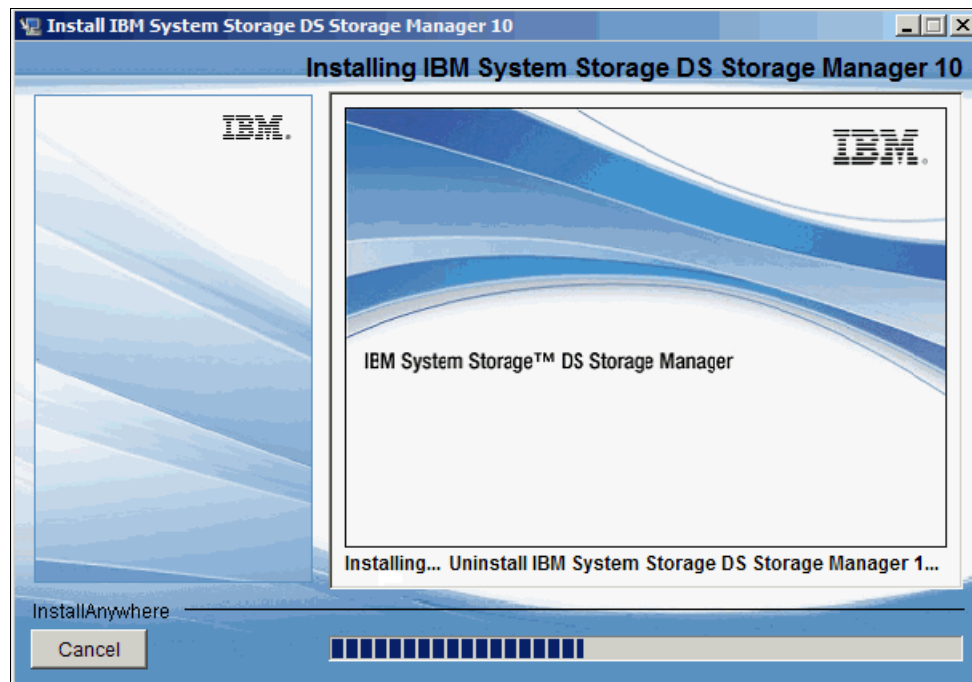 Install IBM System Storage DS Storage Manager 10
Installing IBM System Storage DS Storage Manager 10
IBM.
IBM.
IBM System Storage™ DS Storage Manager
Installing... Uninstall IBM System Storage DS Storage Manager 1...
InstallAnywhere
Cancel